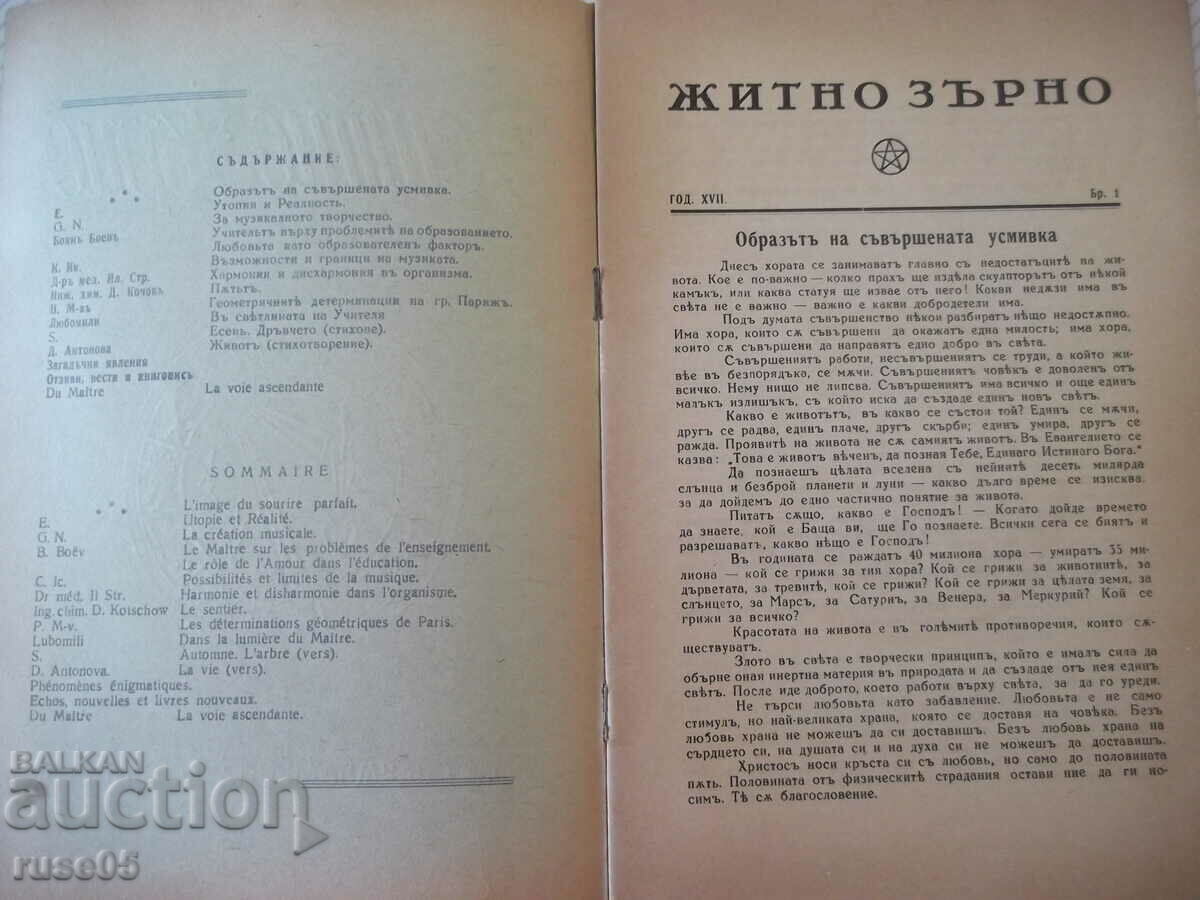 СЪДЪРЖАНИЕ:
* * * Образътъ на съвършената усмивка.
E. Утопия и Реалность.
G. N. За музикалното творчество.
Боянъ Боевъ Учительтъ върху проблемитѣ на образованието.
Любовьта като образователенъ факторъ.
К. Ик. Възможности и граници на музиката.
Д-ръ мед. Ил. Стр. Хармония и дисхармония въ организма.
Инж. хим. Д. Кочовъ Пѫтьтъ.
П. М-въ Геометричнитѣ детерминации на гр. Парижъ.
Любомили Въ свѣтлината на Учителя
S. Есень. Дръвчето (стихове).
Д. Антонова Животъ (стихотворение).
Загадъчни явления
Отзиви, вести и книгописъ
Du Maître La voie ascendante
SOMMAIRE
* * * L'image du sourire parfait.
E. Utopie et Réalité.
G. N. La création musicale.
B. Boëv Le Maître sur les problèmes de l'enseignement.
Le rôle de l'Amour dans l'éducation.
C. Ic. Possibilités et limites de la musique.
Dr méd. Il Str. Harmonie et disharmonie dans l'organisme.
Ing. chim. D. Kotschow Le sentier.
P. M-v. Les déterminations géométriques de Paris.
Lubomili Dans la lumière du Maître.
S. Automne. L'arbre (vers).
D. Antonova. La vie (vers).
Phénomènes énigmatiques.
Echos, nouvelles et livres nouveaux.
Du Maître La voie ascendante.
BALKAN
auction
ruse05
ЖИТНО ЗЪРНО
ГОД. XVII. Бр. 1
Образътъ на съвършената усмивка
Днесъ хората се занимаватъ главно съ недостатъцитѣ на жи-
вота. Кое е по-важно — колко прахъ ще издѣла скулпторътъ отъ нѣкой
камъкъ, или каква статуя ще извае отъ него! Какви недѫзи има въ
свѣта не е важно — важно е какви добродетели има.
Подъ думата съвършенство нѣкои разбиратъ нѣщо недостѫпно.
Има хора, които сѫ съвършени да окажатъ една милость; има хора,
които сѫ съвършени да направятъ едно добро въ свѣта.
Съвършениятъ работи, несъвършениятъ се труди, а който жи-
вѣе въ безпорядъко, се мѫчи. Съвършениятъ човѣкъ е доволенъ отъ
всичко. Нему нищо не липсва. Съвършениятъ има всичко и още единъ
малъкъ излишъкъ, съ който иска да създаде единъ новъ свѣтъ.
Какво е животътъ, въ какво се състои той? Единъ се мѫчи,
другъ се радва, единъ плаче, другъ скърби; единъ умира, другъ се
ражда. Проявитѣ на живота не сѫ самиятъ животъ. Въ Евангелието се
казва: „Това е животъ вѣченъ, да позная Тебе, Единаго Истинаго Бога.“
Да познаешъ цѣлата вселена съ нейнитѣ десеть милярда
слънца и безброй планети и луни — какво дълго време се изисква,
за да дойдемъ до едно частично понятие за живота.
Питатъ сѫщо, какво е Господъ! — Когато дойде времето
да знаете, кой е Баща ви, ще Го познаете. Всички сега се биятъ и
разрешаватъ, какво нѣщо е Господъ!
Въ годината се раждатъ 40 милиона хора — умиратъ 35 ми-
лиона — кой се грижи за тия хора? Кой се грижи за животнитѣ, за
дърветата, за тревитѣ, кой се грижи? Кой се грижи за цѣлата земя, за
слънцето, за Марсъ, за Сатурнъ, за Венера, за Меркурий? Кой се
грижи за всичко?
Красотата на живота е въ голѣмитѣ противоречия, които сѫ-
ществуватъ.
Злото въ свѣта е творчески принципъ, който е ималъ сила да
обърне оная инертна материя въ природата и да създаде отъ нея единъ
свѣтъ. После иде доброто, което работи върху свѣта, за да го уреди.
Не търси любовьта като забавление. Любовьта е не само
стимулъ, но най-великата храна, която се доставя на човѣка. Безъ
любовь храна не можешъ да си доставишъ. Безъ любовь храна на
сърдцето си, на душата си и на духа си не можешъ да доставишъ.
Христосъ носи кръста си съ любовь, но само до половината
пѫть. Половината отъ физическитѣ страдания остави ние да ги но-
симъ. Тѣ сѫ благословение.